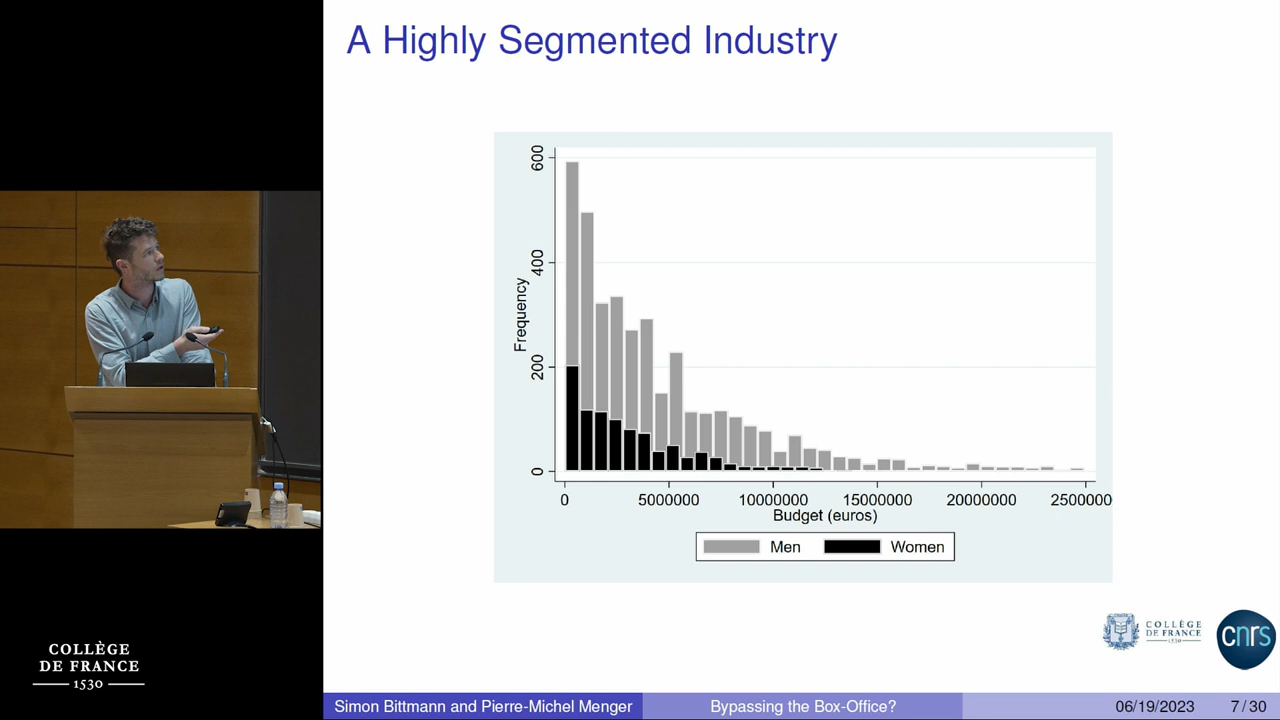 A Highly Segmented Industry
600
400
200
0
Frequency
0 5000000 10000000 15000000 20000000 2500000
Budget (euros)
Men Women
COLLÈGE
DE FRANCE
1530
COLLÈGE
DE FRANCE
1530
cnrs
Simon Bittmann and Pierre-Michel Menger Bypassing the Box-Office? 06/19/2023 7 / 30